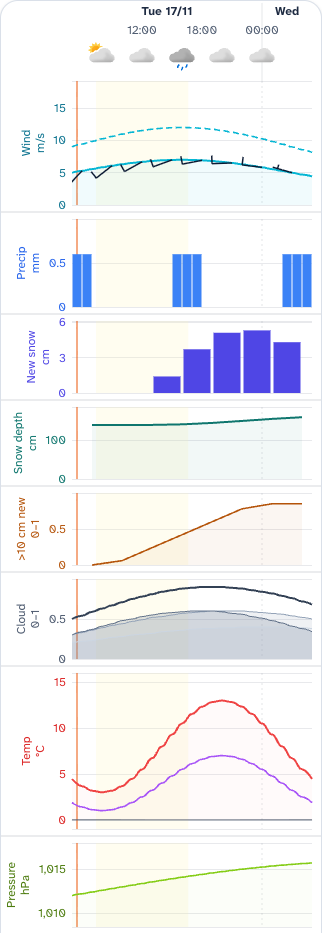 Tue 17/11
Wed
12:00
18:00
00:00
Wind
m/s
15
10
5
0
Precip
mm
0.5
0
New snow
cm
6
3
0
Snow depth
cm
100
0
>10 cm new
0–1
0.5
0
Cloud
0–1
0.5
0
Temp
°C
15
10
5
0
Pressure
hPa
1,015
1,010